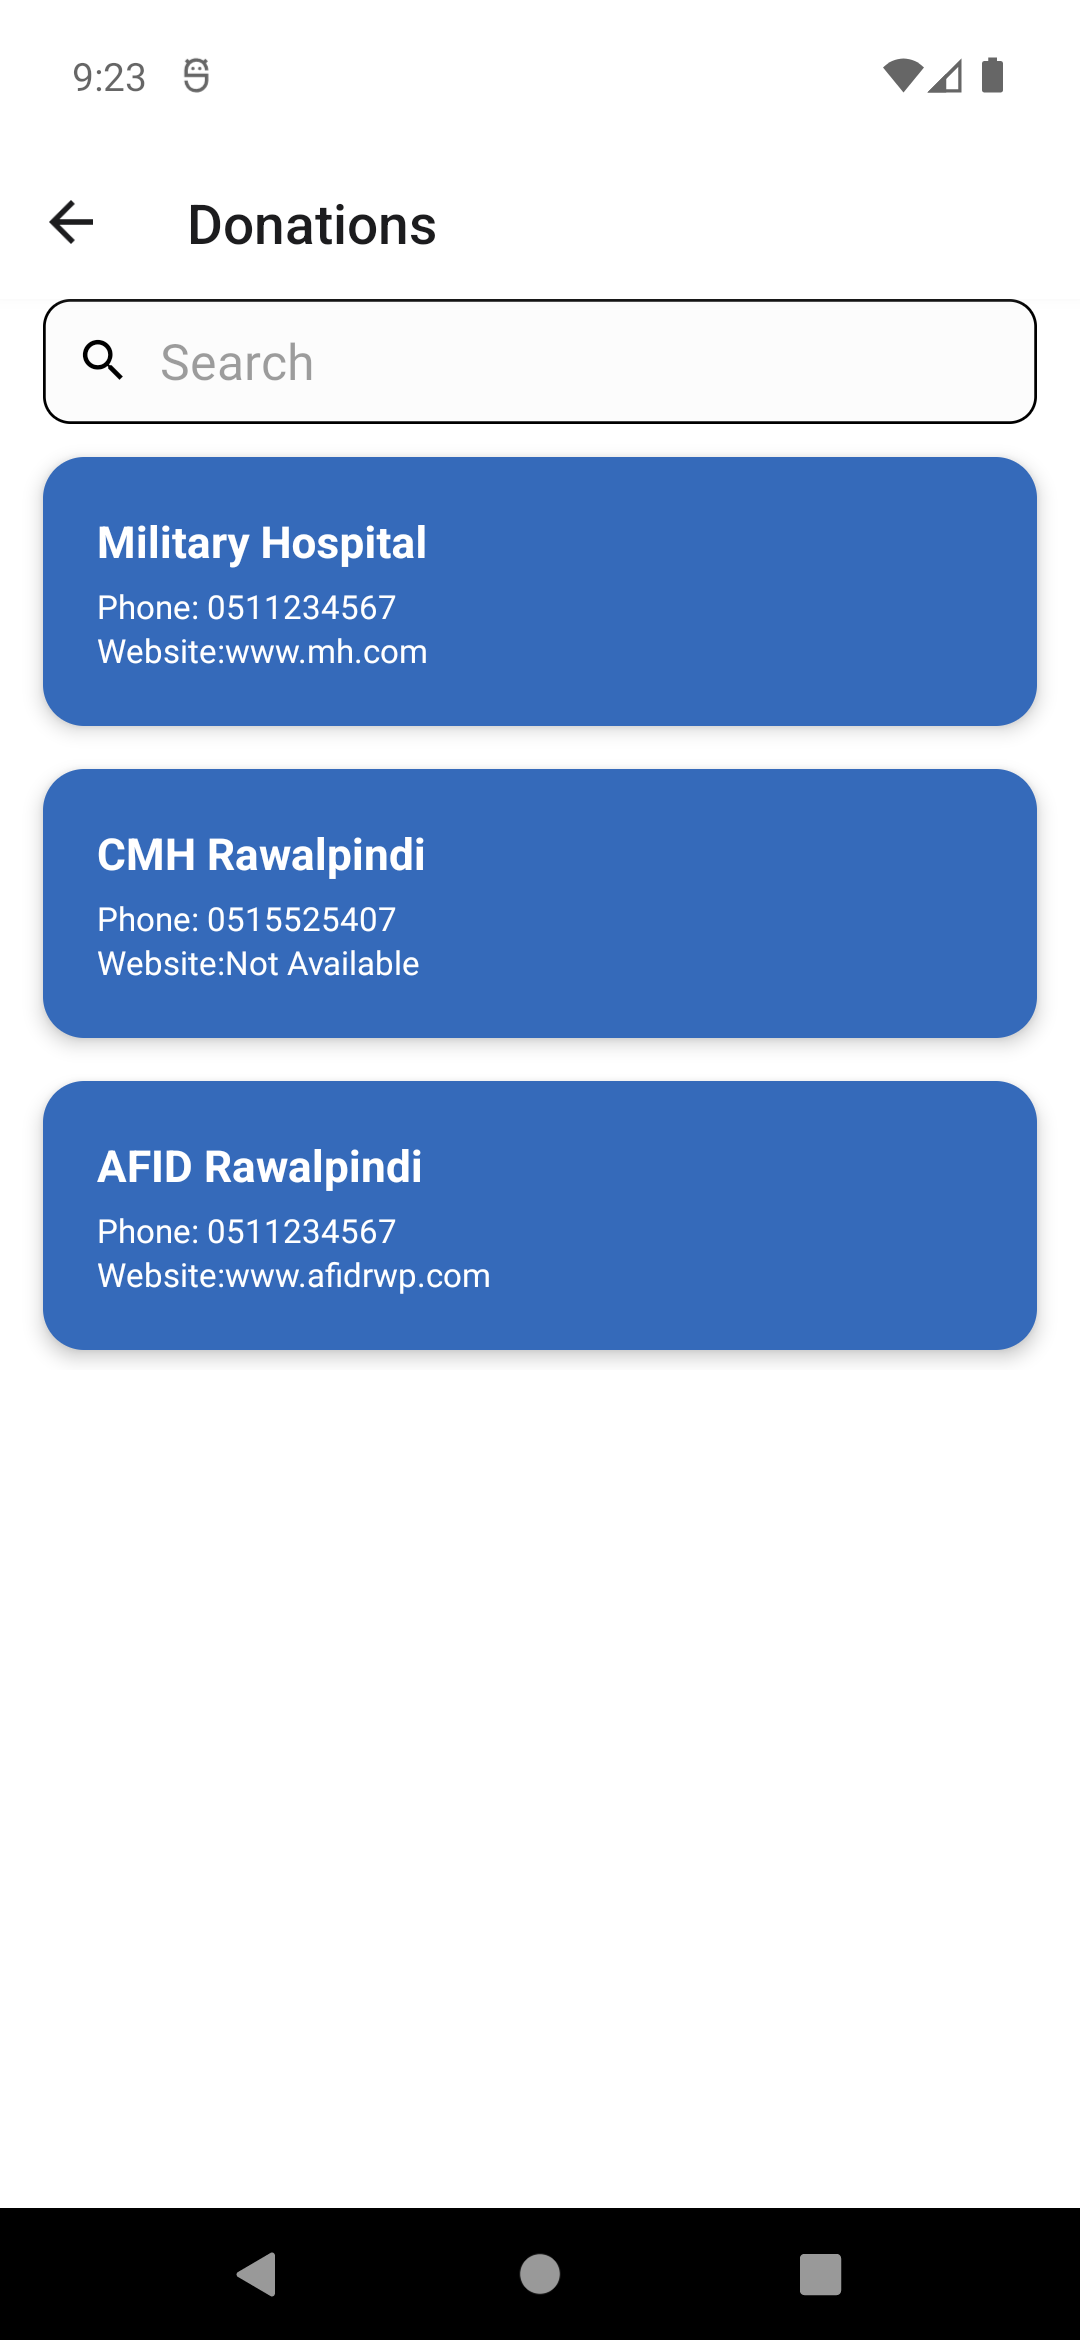 9:23
Donations
Search
Military Hospital
Phone: 0511234567
Website:www.mh.com
CMH Rawalpindi
Phone: 0515525407
Website:Not Available
AFID Rawalpindi
Phone: 0511234567
Website:www.afidrwp.com